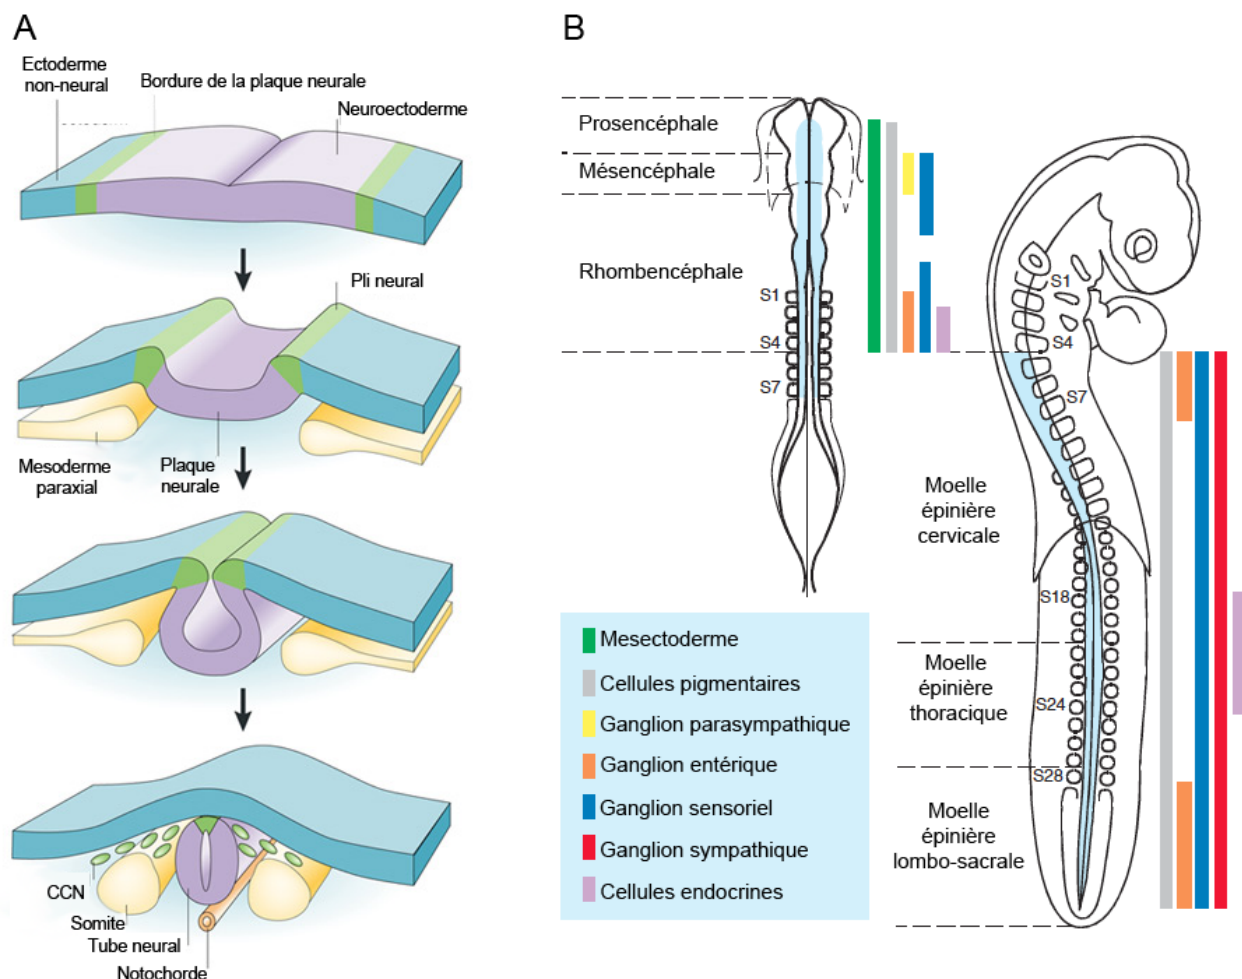 A
Ectoderme
non-neural
Bordure de la plaque neurale
Neuroectoderme
Pli neural
Mesoderme
paraxial
Plaque
neurale
CCN
Somite
Tube neural
Notochorde
B
Prosencéphale
Mésencéphale
Rhombencéphale
S1
S4
S7
S1
S4
S7
Moelle
épinière
cervicale
S18
Moelle
épinière
thoracique
S24
S28
Moelle
épinière
lombo-sacrale
Mesectoderme
Cellules pigmentaires
Ganglion parasympathique
Ganglion entérique
Ganglion sensoriel
Ganglion sympathique
Cellules endocrines